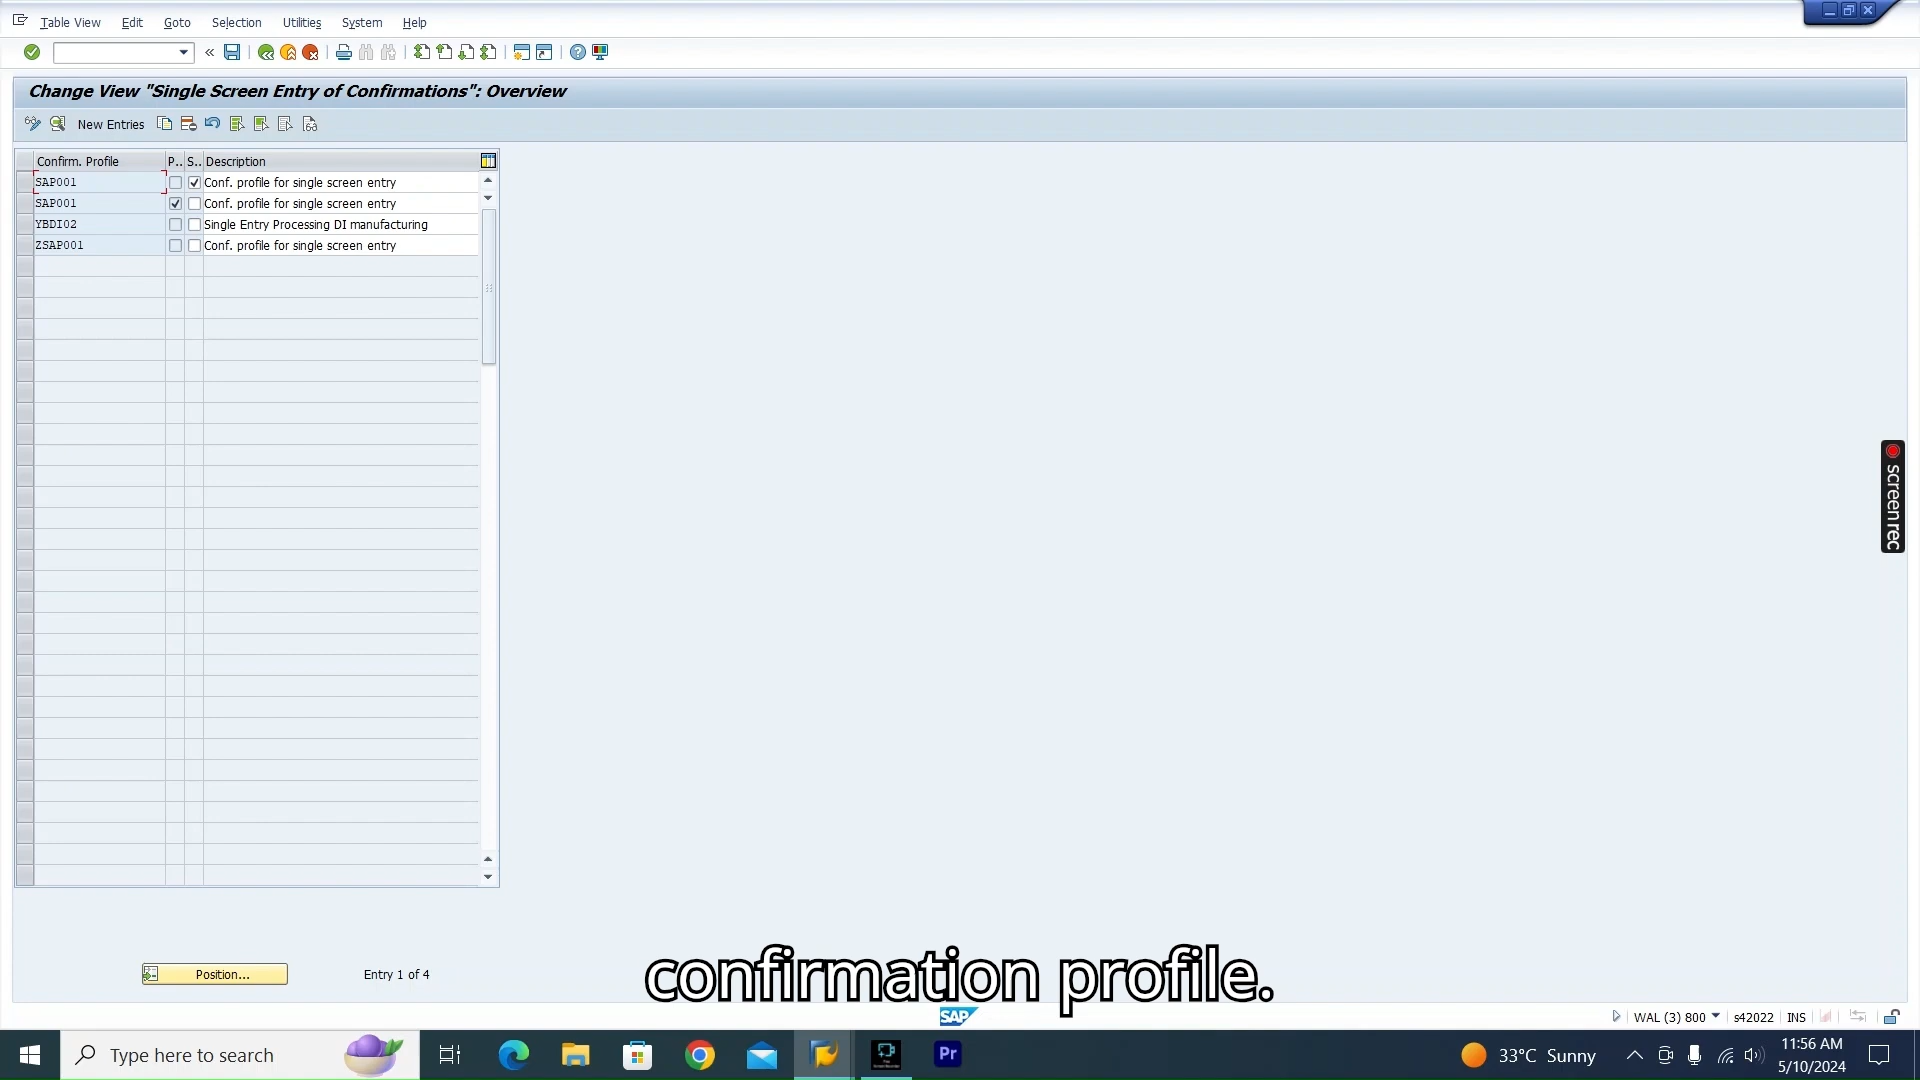 Table View Edit Goto Selection Utilities System Help
Change View "Single Screen Entry of Confirmations": Overview
New Entries
Confirm. Profile P.. S.. Description
SAP001 Conf. profile for single screen entry
SAP001 Conf. profile for single screen entry
YBDI02 Single Entry Processing DI manufacturing
ZSAP001 Conf. profile for single screen entry
screenrec
Position... Entry 1 of 4
confirmation profile.
SAP
WAL (3) 800 s42022 INS
Type here to search
Pr
33°C Sunny
11:56 AM
5/10/2024